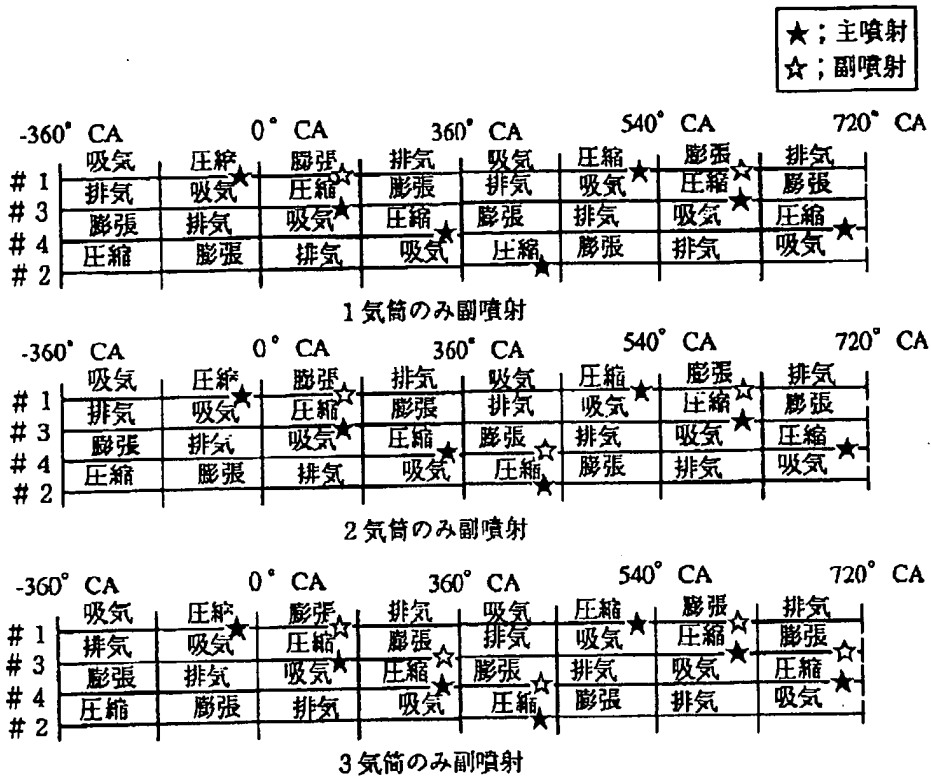 ★；主噴射
☆；副噴射
-360° CA 0° CA 360° CA 540° CA 720° CA
吸気 圧縮 膨張 排気 吸気 圧縮 膨張 排気
# 1
排気 吸気 圧縮 膨張 排気 吸気 圧縮 膨張
# 3
膨張 排気 吸気 圧縮 膨張 排気 吸気 圧縮
# 4
圧縮 膨張 排気 吸気 圧縮 膨張 排気 吸気
# 2
1気筒のみ副噴射
-360° CA 0° CA 360° CA 540° CA 720° CA
吸気 圧縮 膨張 排気 吸気 圧縮 膨張 排気
# 1
排気 吸気 圧縮 膨張 排気 吸気 圧縮 膨張
# 3
膨張 排気 吸気 圧縮 膨張 排気 吸気 圧縮
# 4
圧縮 膨張 排気 吸気 圧縮 膨張 排気 吸気
# 2
2気筒のみ副噴射
-360° CA 0° CA 360° CA 540° CA 720° CA
吸気 圧縮 膨張 排気 吸気 圧縮 膨張 排気
# 1
排気 吸気 圧縮 膨張 排気 吸気 圧縮 膨張
# 3
膨張 排気 吸気 圧縮 膨張 排気 吸気 圧縮
# 4
圧縮 膨張 排気 吸気 圧縮 膨張 排気 吸気
# 2
3気筒のみ副噴射